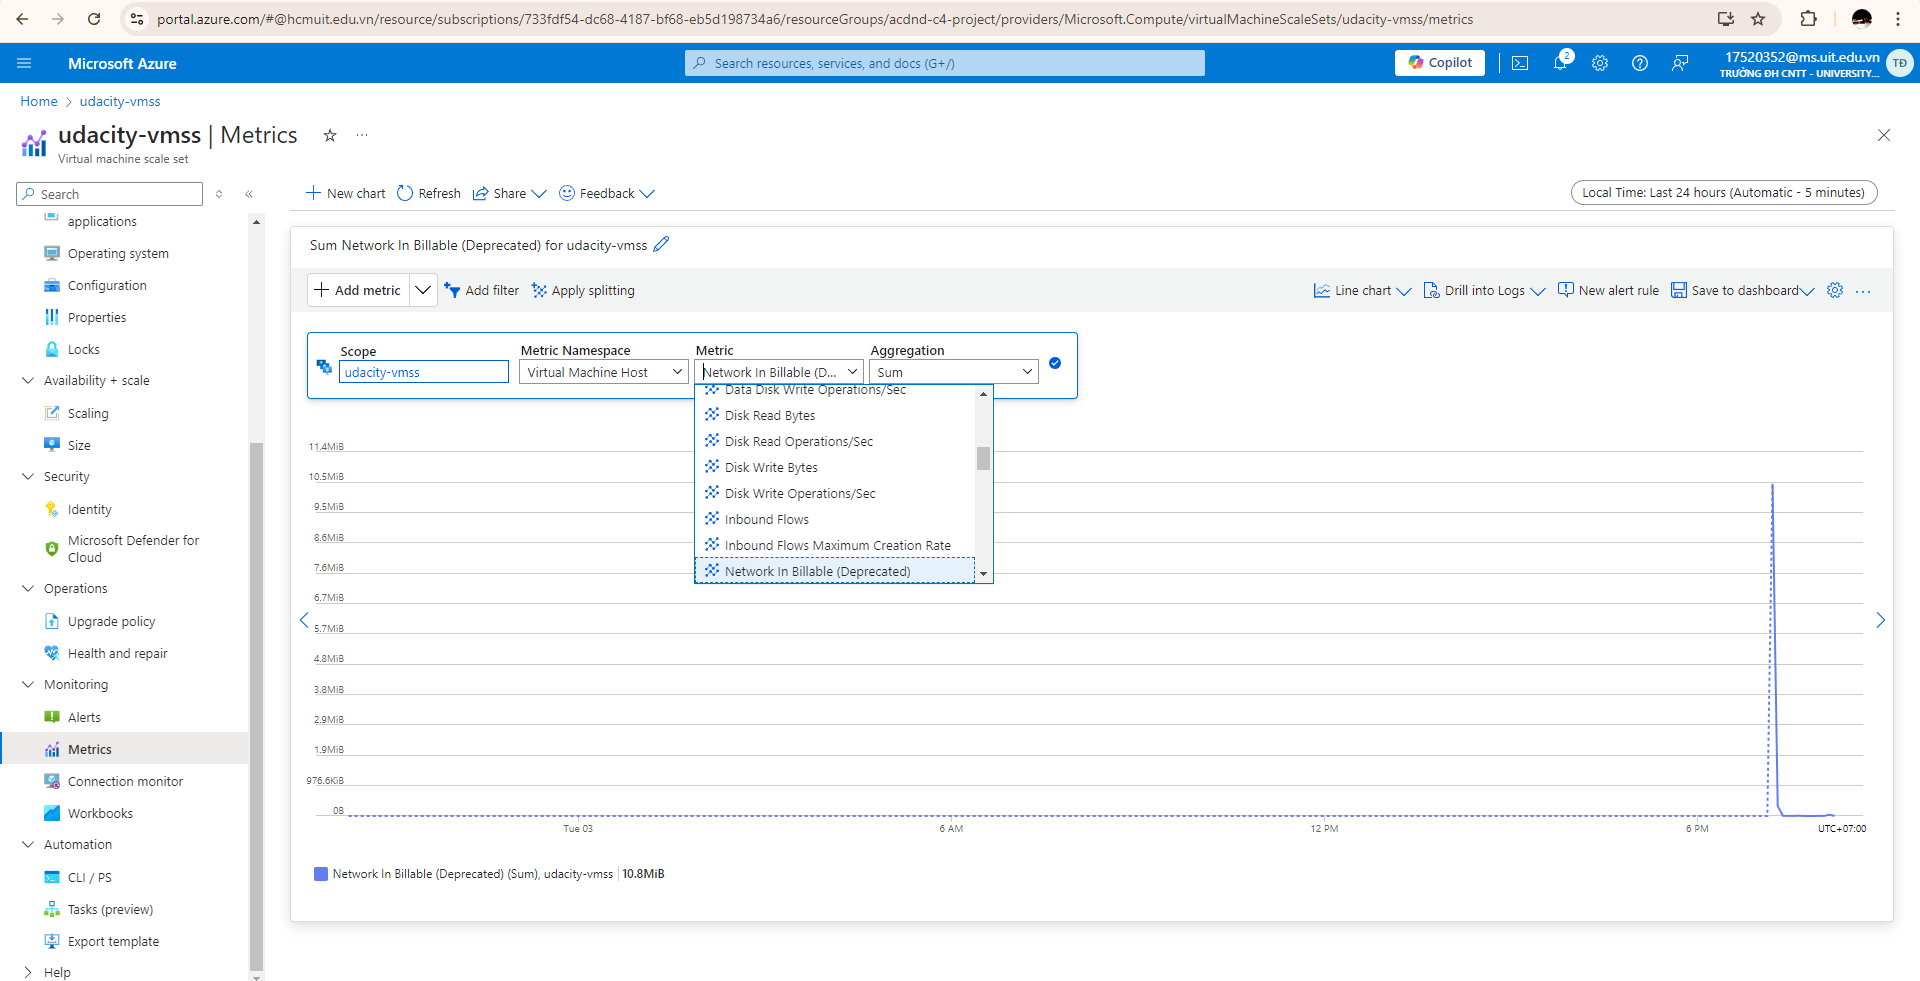 portal.azure.com/#@hcmuit.edu.vn/resource/subscriptions/733fdf54-dc68-4187-bf68-eb5d198734a6/resourceGroups/acdnd-c4-project/providers/Microsoft.Compute/virtualMachineScaleSets/udacity-vmss/metrics
Microsoft Azure
Search resources, services, and docs (G+/)
Copilot
2
17520352@ms.uit.edu.vn
TRƯỜNG ĐH CNTT - UNIVERSITY...
TĐ
Home > udacity-vmss
udacity-vmss | Metrics
Virtual machine scale set
Search
New chart
Refresh
Share
Feedback
Local Time: Last 24 hours (Automatic - 5 minutes)
applications
Operating system
Configuration
Properties
Locks
Availability + scale
Scaling
Size
Security
Identity
Microsoft Defender for
Cloud
Operations
Upgrade policy
Health and repair
Monitoring
Alerts
Metrics
Connection monitor
Workbooks
Automation
CLI / PS
Tasks (preview)
Export template
Help
Sum Network In Billable (Deprecated) for udacity-vmss
Add metric
Add filter
Apply splitting
Line chart
Drill into Logs
New alert rule
Save to dashboard
Scope
udacity-vmss
Metric Namespace
Virtual Machine Host
Metric
Network In Billable (D...
Aggregation
Sum
Data Disk Write Operations/Sec
Disk Read Bytes
Disk Read Operations/Sec
Disk Write Bytes
Disk Write Operations/Sec
Inbound Flows
Inbound Flows Maximum Creation Rate
Network In Billable (Deprecated)
11.4MiB
10.5MiB
9.5MiB
8.6MiB
7.6MiB
6.7MiB
5.7MiB
4.8MiB
3.8MiB
2.9MiB
1.9MiB
976.6KiB
0B
Tue 03
6 AM
12 PM
6 PM
UTC+07:00
Network In Billable (Deprecated) (Sum), udacity-vmss | 10.8MiB